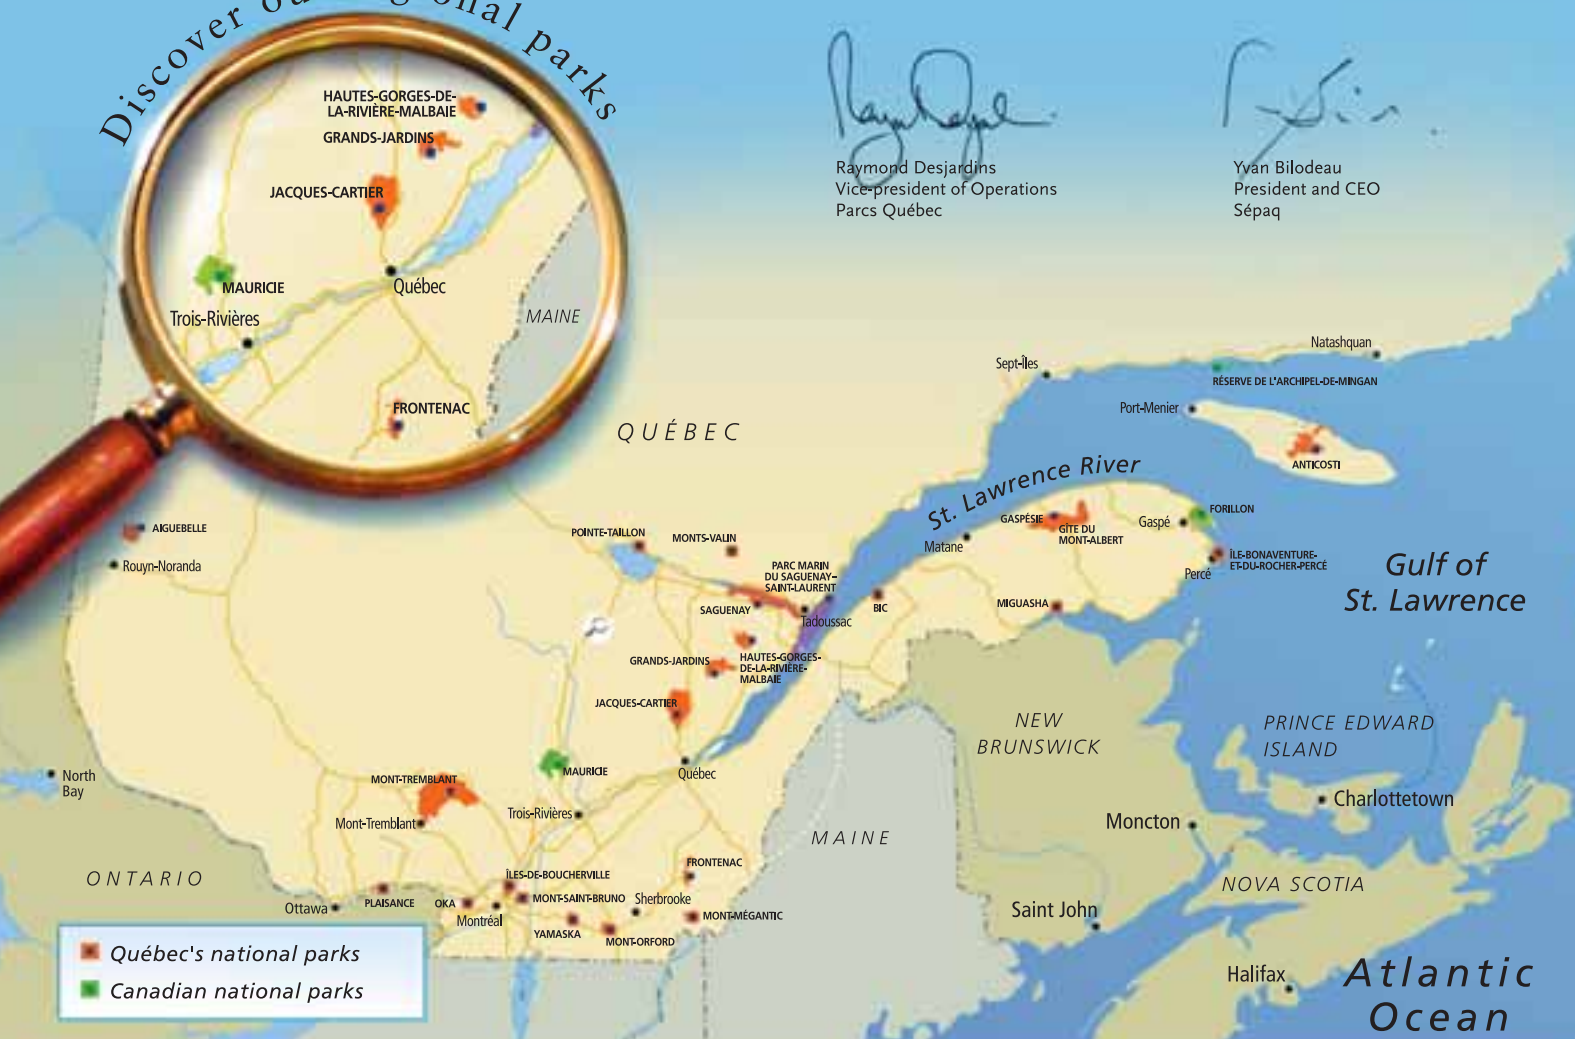 Discover our regional parks
HAUTES-GORGES-DE-
LA-RIVIÈRE-MALBAIE
GRANDS-JARDINS
JACQUES-CARTIER
MAURICIE
Québec
Trois-Rivières
MAINE
FRONTENAC
Raymond Desjardins
Vice-president of Operations
Parcs Québec
Yvan Bilodeau
President and CEO
Sépaq
QUÉBEC
Sept-Îles
Natashquan
RÉSERVE DE L'ARCHIPEL-DE-MINGAN
Port-Menier
ANTICOSTI
St. Lawrence River
GASPÉSIE
GÎTE DU
MONT-ALBERT
Gaspé
FORILLON
Matane
ÎLE-BONAVENTURE-
ET-DU-ROCHER-PERCÉ
Percé
Gulf of
St. Lawrence
AIGUEBELLE
Rouyn-Noranda
POINTE-TAILLON
MONTS-VALIN
PARC MARIN
DU SAGUENAY–
SAINT-LAURENT
SAGUENAY
Tadoussac
BIC
MIGUASHA
GRANDS-JARDINS
HAUTES-GORGES-
DE-LA-RIVIÈRE-
MALBAIE
JACQUES-CARTIER
MAURICIE
Québec
MONT-TREMBLANT
Mont-Tremblant
Trois-Rivières
NEW
BRUNSWICK
PRINCE EDWARD
ISLAND
North
Bay
Charlottetown
Moncton
MAINE
ONTARIO
FRONTENAC
ÎLES-DE-BOUCHERVILLE
NOVA SCOTIA
Ottawa
PLAISANCE
OKA
Montréal
MONT-SAINT-BRUNO
Sherbrooke
Saint John
YAMASKA
MONT-ORFORD
MONT-MÉGANTIC
Québec's national parks
Canadian national parks
Halifax
Atlantic
Ocean